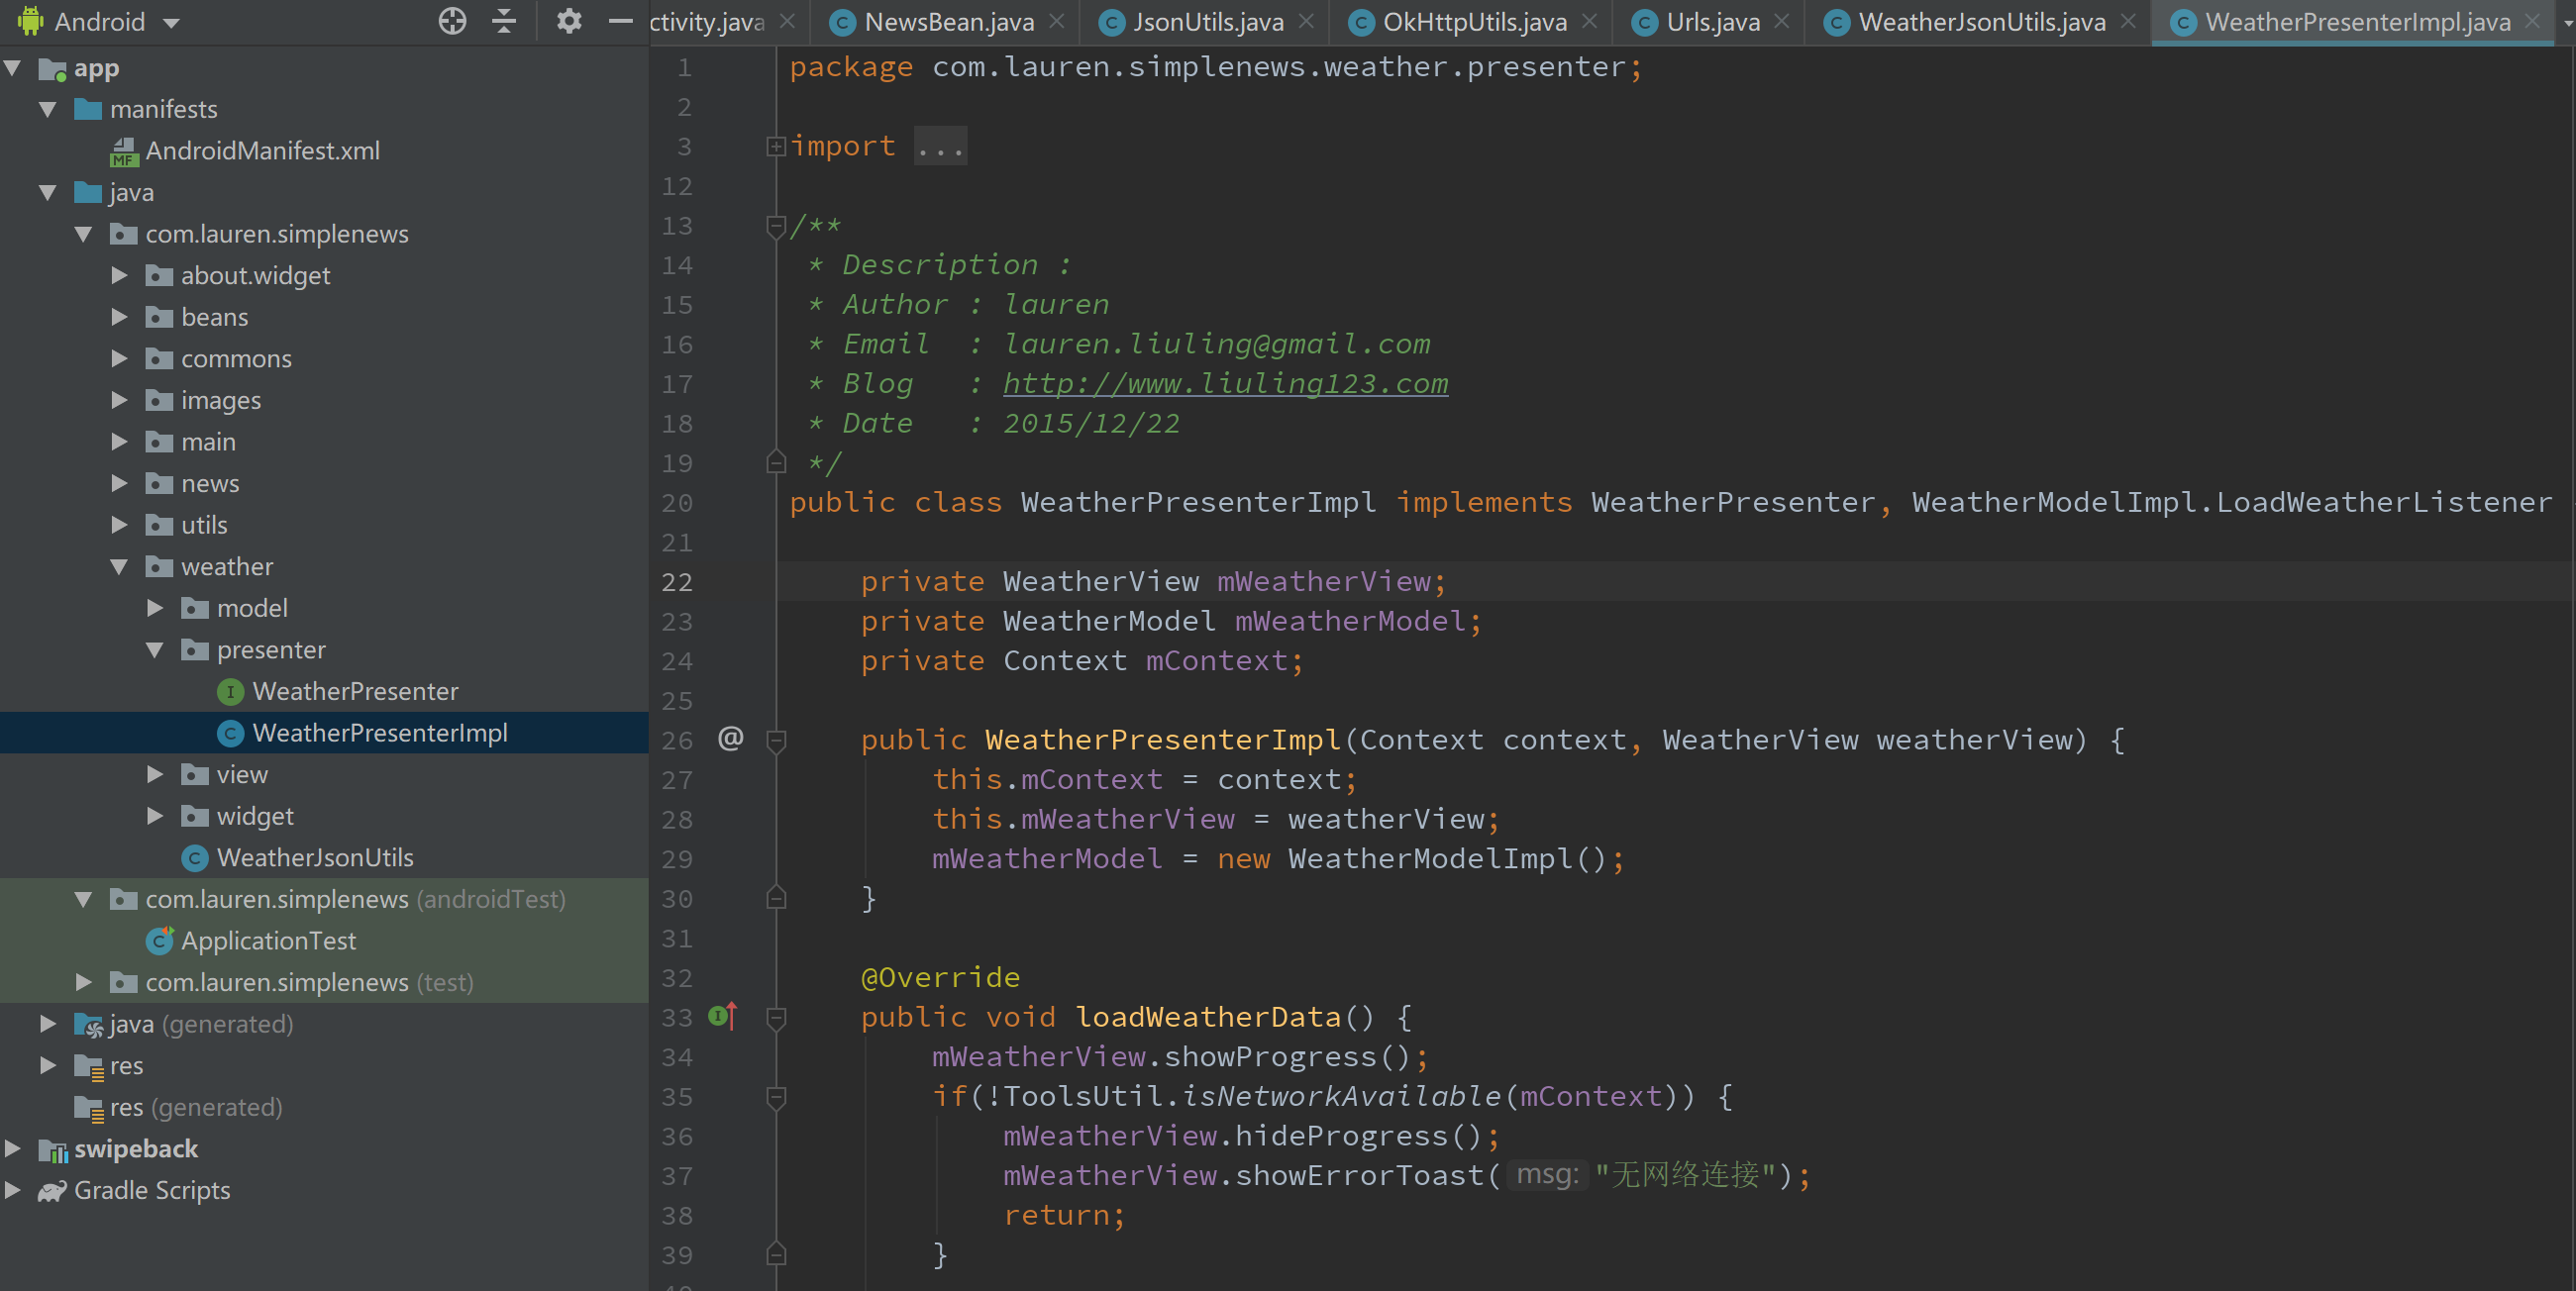 Android
app
manifests
AndroidManifest.xml
java
com.lauren.simplenews
about.widget
beans
commons
images
main
news
utils
weather
model
presenter
WeatherPresenter
WeatherPresenterImpl
view
widget
WeatherJsonUtils
com.lauren.simplenews (androidTest)
ApplicationTest
com.lauren.simplenews (test)
java (generated)
res
res (generated)
swipeback
Gradle Scripts
ctivity.java NewsBean.java JsonUtils.java OkHttpUtils.java Urls.java WeatherJsonUtils.java WeatherPresenterImpl.java
1 package com.lauren.simplenews.weather.presenter;
2
3 import ...
12
13 /**
14 * Description :
15 * Author : lauren
16 * Email : lauren.liuling@gmail.com
17 * Blog : http://www.liuling123.com
18 * Date : 2015/12/22
19 */
20 public class WeatherPresenterImpl implements WeatherPresenter, WeatherModelImpl.LoadWeatherListener
21
22 private WeatherView mWeatherView;
23 private WeatherModel mWeatherModel;
24 private Context mContext;
25
26 @ public WeatherPresenterImpl(Context context, WeatherView weatherView) {
27 this.mContext = context;
28 this.mWeatherView = weatherView;
29 mWeatherModel = new WeatherModelImpl();
30 }
31
32 @Override
33 public void loadWeatherData() {
34 mWeatherView.showProgress();
35 if(!ToolsUtil.isNetworkAvailable(mContext)) {
36 mWeatherView.hideProgress();
37 mWeatherView.showErrorToast( msg: "无网络连接");
38 return;
39 }